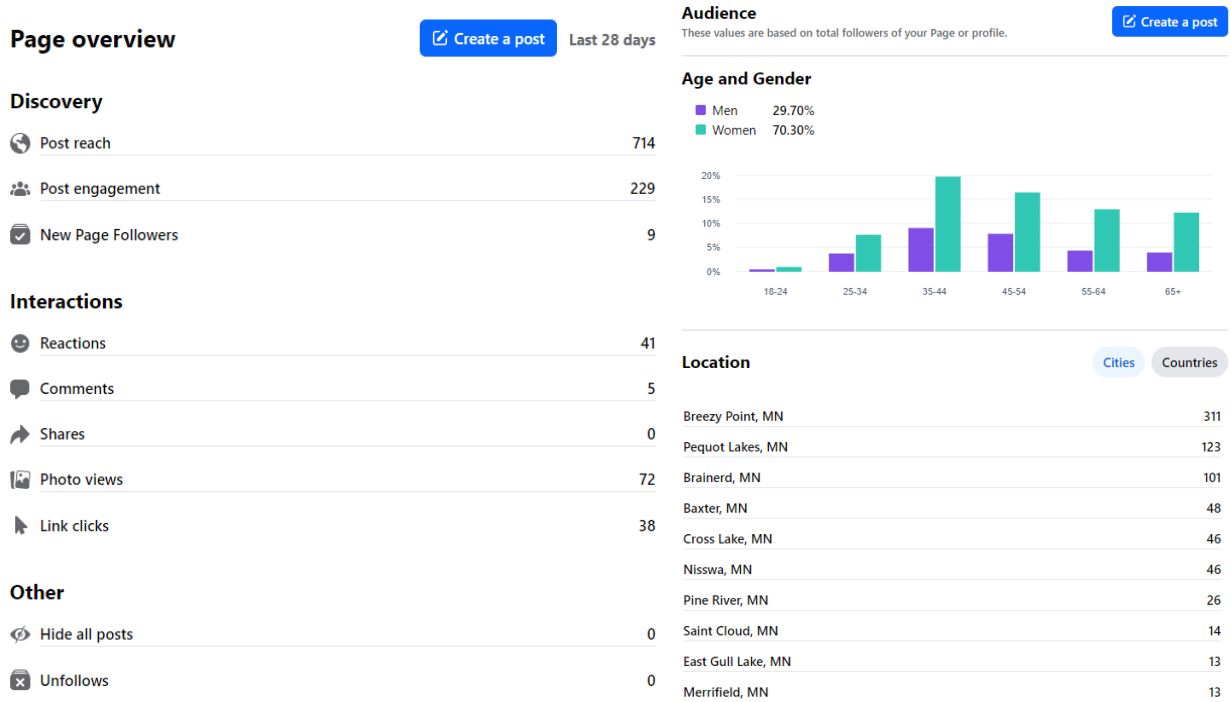 Page overview
Create a post
Last 28 days
Discovery
Post reach 714
Post engagement 229
New Page Followers 9
Interactions
Reactions 41
Comments 5
Shares 0
Photo views 72
Link clicks 38
Other
Hide all posts 0
Unfollows 0
Audience
Create a post
These values are based on total followers of your Page or profile.
Age and Gender
Men 29.70%
Women 70.30%
20%
15%
10%
5%
0%
18-24 25-34 35-44 45-54 55-64 65+
Location
Cities Countries
Breezy Point, MN 311
Pequot Lakes, MN 123
Brainerd, MN 101
Baxter, MN 48
Cross Lake, MN 46
Nisswa, MN 46
Pine River, MN 26
Saint Cloud, MN 14
East Gull Lake, MN 13
Merrifield, MN 13